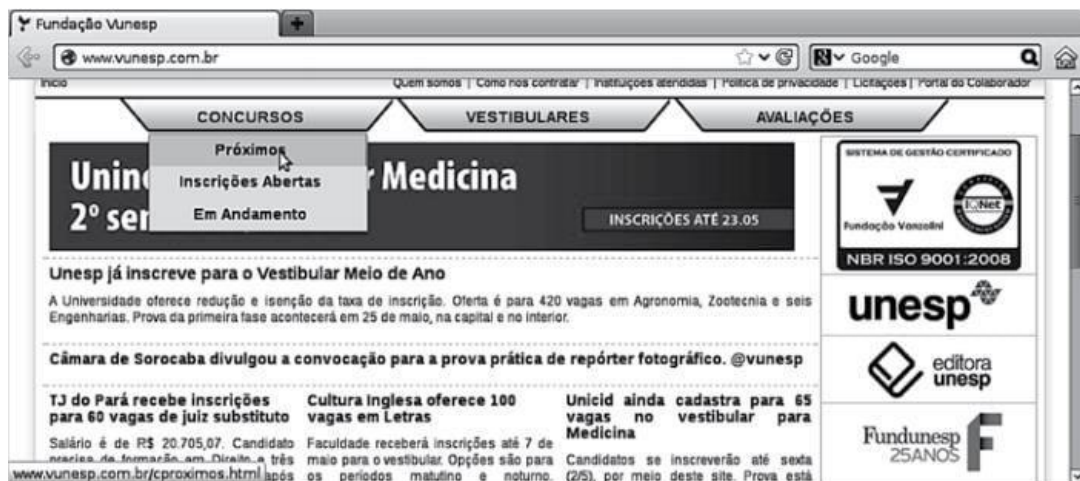 Fundação Vunesp
www.vunesp.com.br
Google
Início
Quem somos | Como nos contratar | Instituições atendidas | Política de privacidade | Licitações | Portal do Colaborador
CONCURSOS VESTIBULARES AVALIAÇÕES
Próximos
Inscrições Abertas
Em Andamento
Medicina
2º
INSCRIÇÕES ATÉ 23.05
SISTEMA DE GESTÃO CERTIFICADO
IQNet
Fundação Vanzolini
NBR ISO 9001:2008
Unesp já inscreve para o Vestibular Meio de Ano
A Universidade oferece redução e isenção da taxa de inscrição. Oferta é para 420 vagas em Agronomia, Zootecnia e seis
Engenharias. Prova da primeira fase acontecerá em 25 de maio, na capital e no interior.
unesp
Câmara de Sorocaba divulgou a convocação para a prova prática de repórter fotográfico. @vunesp
editora
unesp
TJ do Pará recebe inscrições
para 60 vagas de juiz substituto
Salário é de R$ 20.705,07. Candidato
precisa de formação em Direito e três
após
Cultura Inglesa oferece 100
vagas em Letras
Faculdade receberá inscrições até 7 de
maio para o vestibular. Opções são para
os períodos matutino e noturno.
Unicid ainda cadastra para 65
vagas no vestibular para
Medicina
Candidatos se inscreverão até sexta
(2/5), por meio deste site. Prova está
Fundunesp
25ANOS
www.vunesp.com.br/cproximos.html